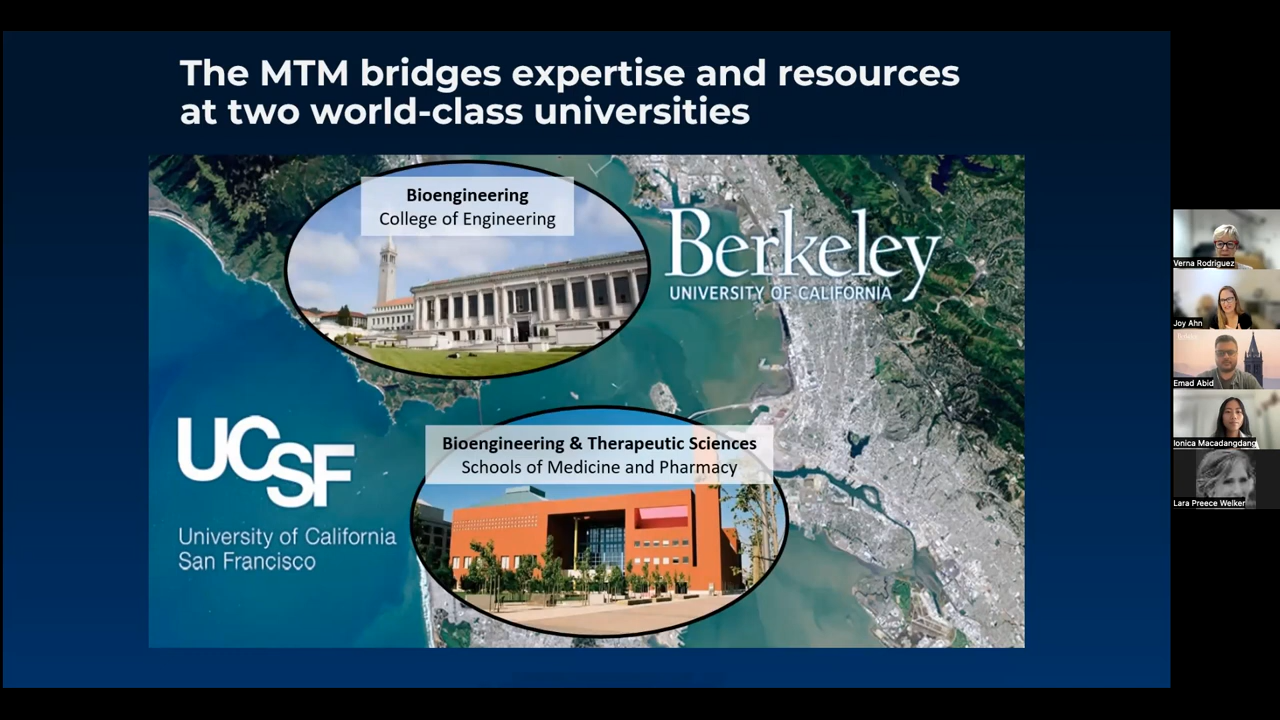 The MTM bridges expertise and resources
at two world-class universities
Bioengineering
College of Engineering
Berkeley
UNIVERSITY OF CALIFORNIA
Bioengineering & Therapeutic Sciences
Schools of Medicine and Pharmacy
UCSF
University of California
San Francisco
Verna Rodriguez
Joy Ahn
Emad Abid
Ionica Macadangdang
Lara Preece Welker